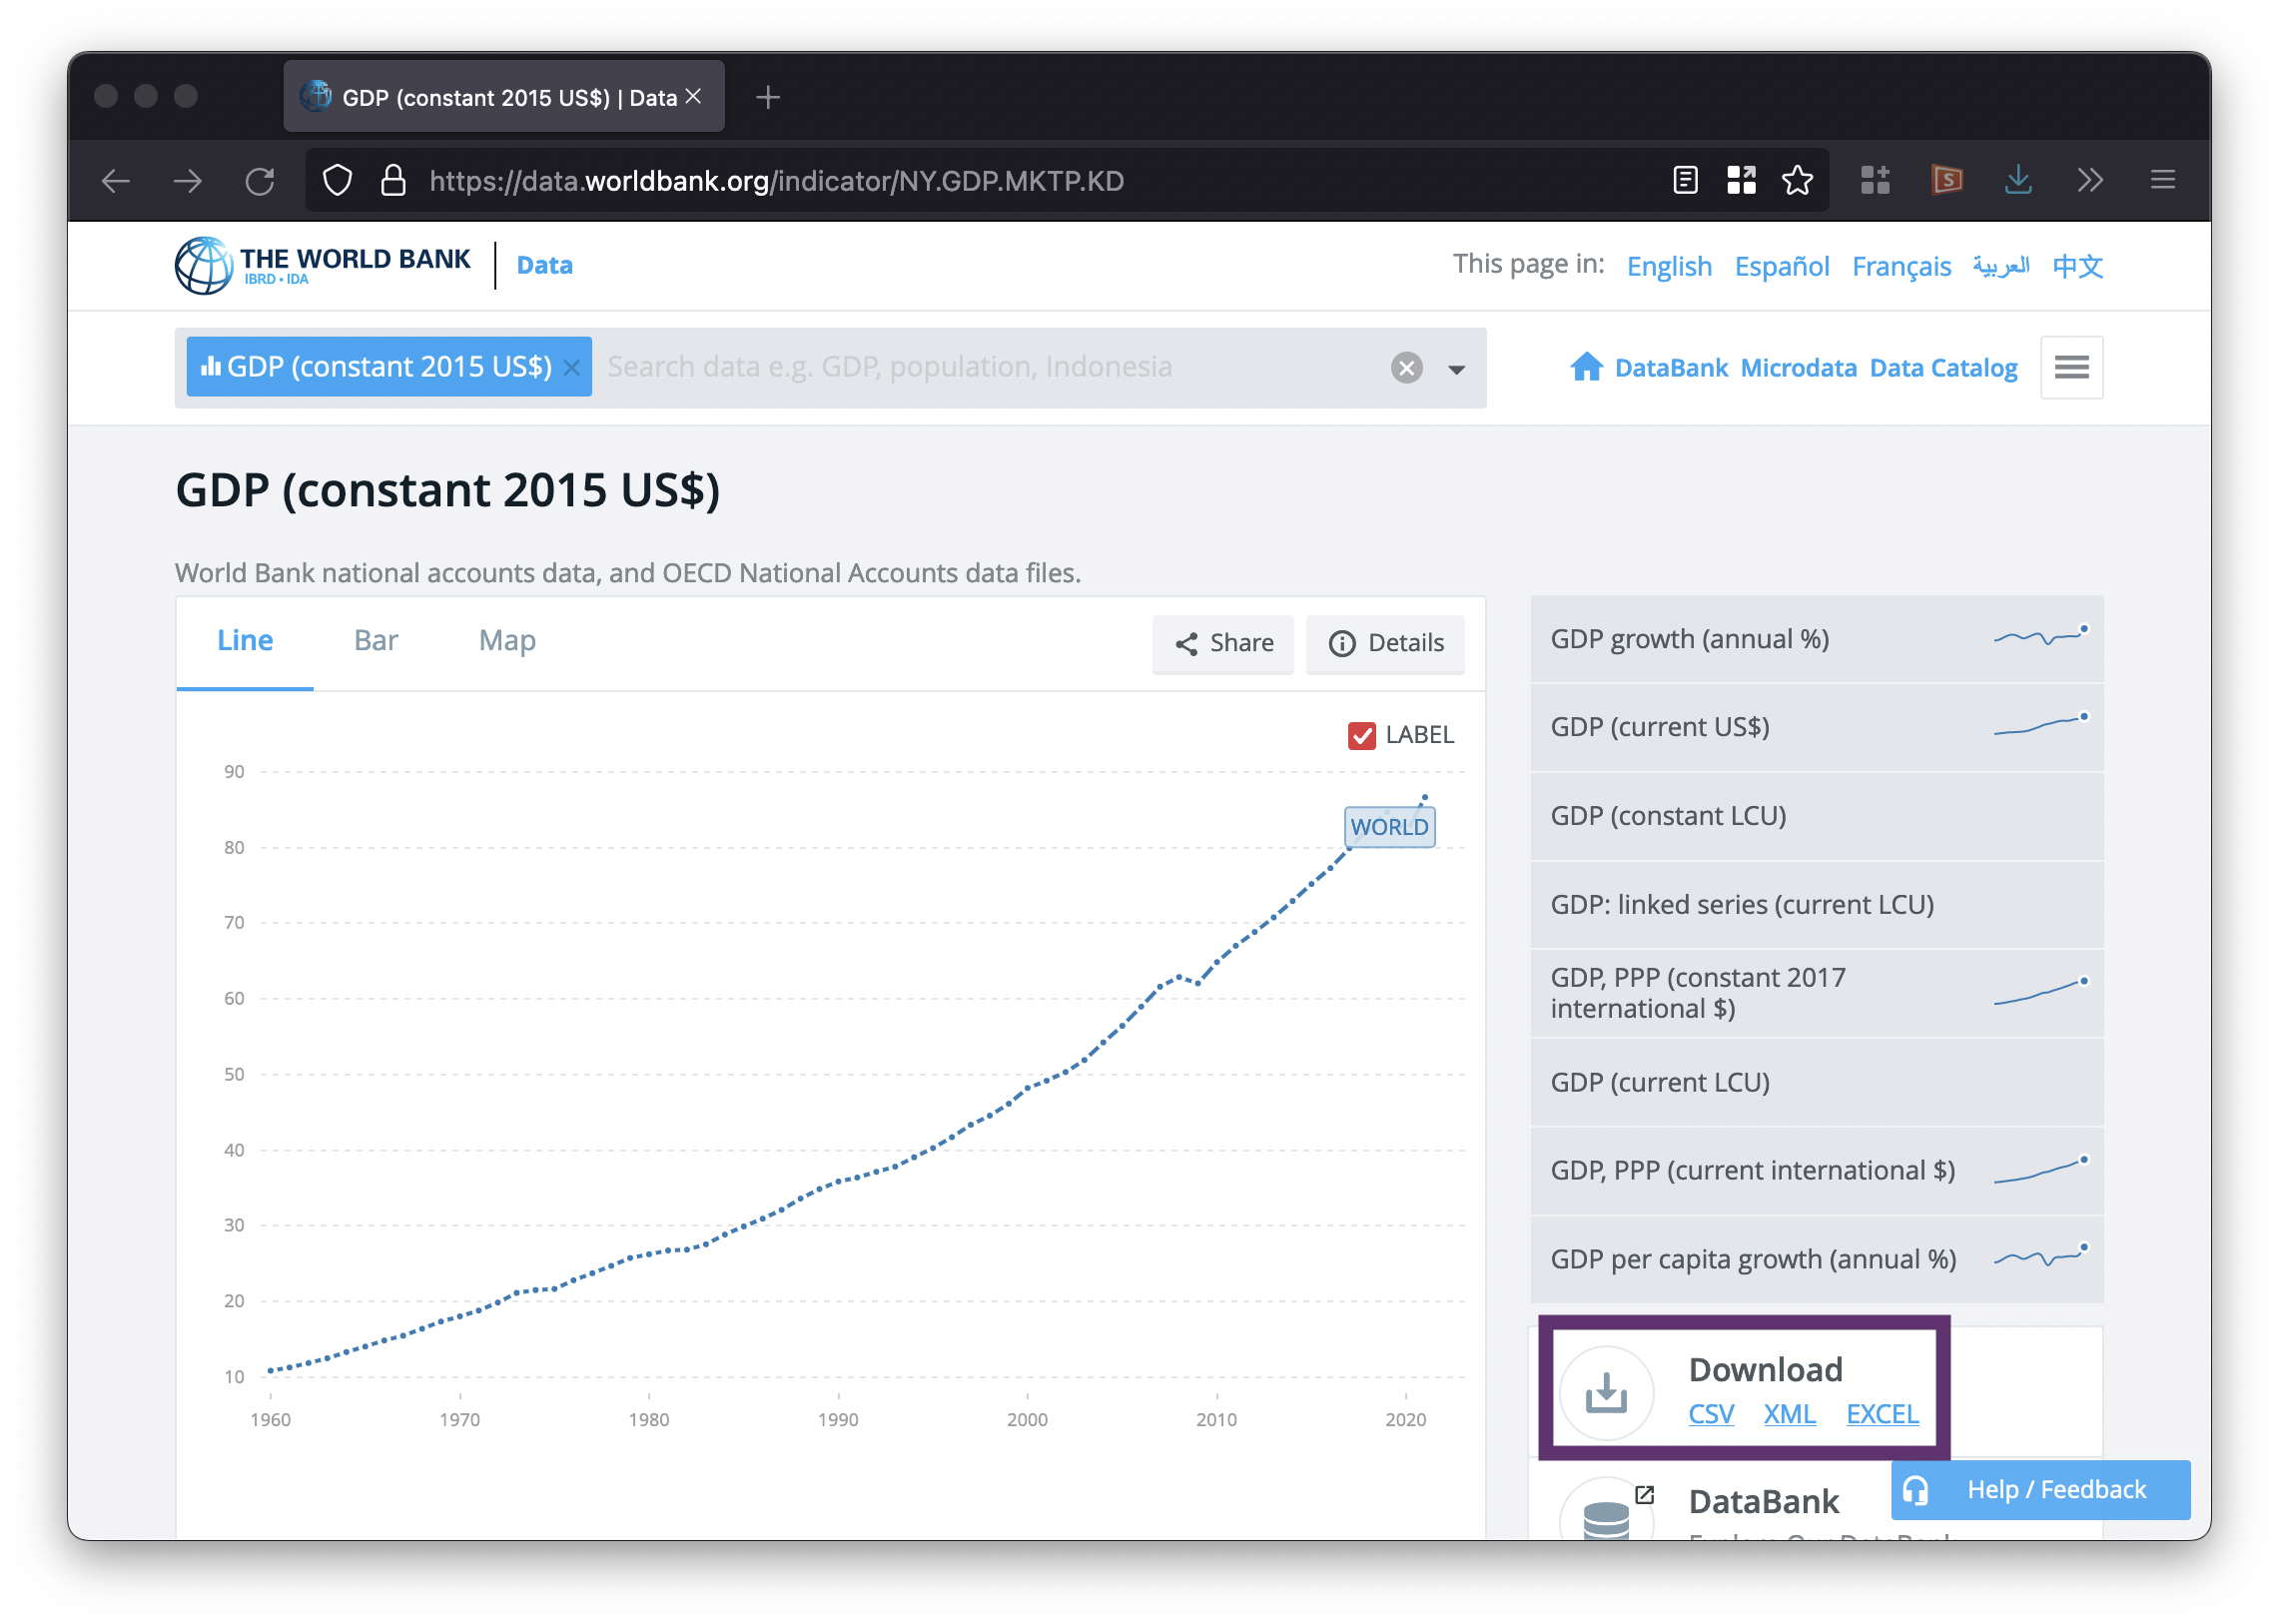 GDP (constant 2015 US$) | Data
https://data.worldbank.org/indicator/NY.GDP.MKTP.KD
THE WORLD BANK
IBRD • IDA
Data
This page in: English Español Français العربية 中文
GDP (constant 2015 US$)
Search data e.g. GDP, population, Indonesia
DataBank Microdata Data Catalog
GDP (constant 2015 US$)
World Bank national accounts data, and OECD National Accounts data files.
Line Bar Map
Share Details
LABEL
90
80
70
60
50
40
30
20
10
WORLD
1960 1970 1980 1990 2000 2010 2020
GDP growth (annual %)
GDP (current US$)
GDP (constant LCU)
GDP: linked series (current LCU)
GDP, PPP (constant 2017
international $)
GDP (current LCU)
GDP, PPP (current international $)
GDP per capita growth (annual %)
Download
CSV XML EXCEL
DataBank
Explore Our DataBank
Help / Feedback